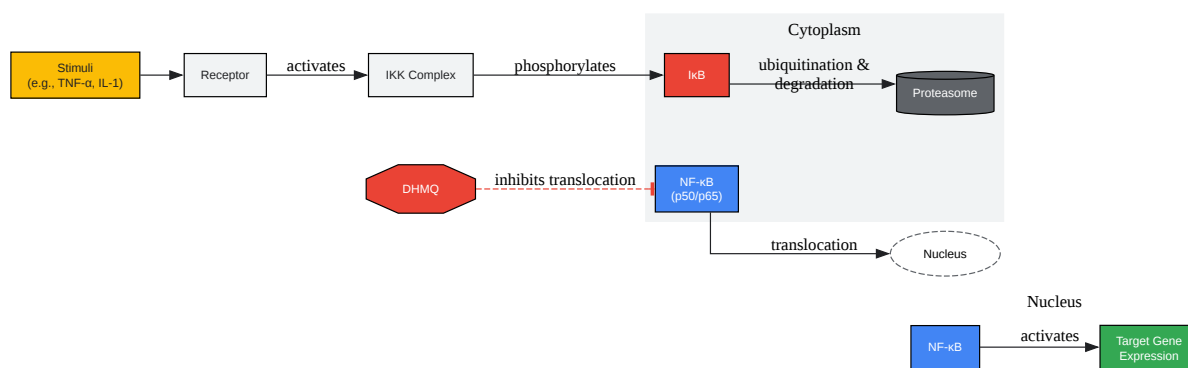 Cytoplasm
Stimuli
(e.g., TNF-α, IL-1)
Receptor
activates
IKK Complex
phosphorylates
IκB
ubiquitination &
degradation
Proteasome
DHMQ
inhibits translocation
NF-κB
(p50/p65)
translocation
Nucleus
Nucleus
NF-κB
activates
Target Gene
Expression